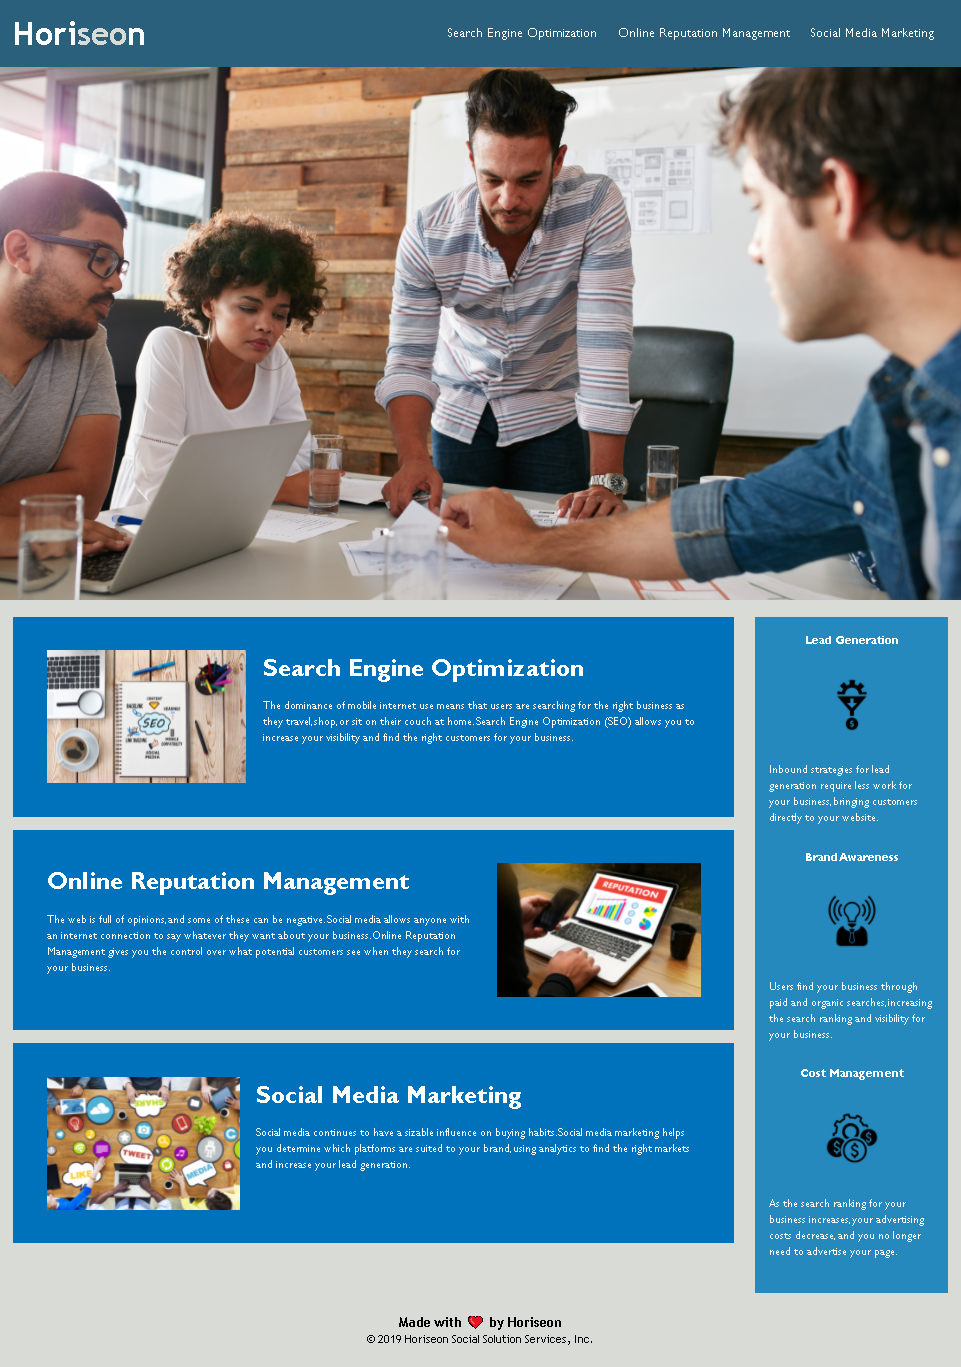 Horiseon
Search Engine Optimization
Online Reputation Management
Social Media Marketing
SEO
Search Engine Optimization
The dominance of mobile internet use means that users are searching for the right business as
they travel, shop, or sit on their couch at home. Search Engine Optimization (SEO) allows you to
increase your visibility and find the right customers for your business.
Online Reputation Management
The web is full of opinions, and some of these can be negative. Social media allows anyone with
an internet connection to say whatever they want about your business. Online Reputation
Management gives you the control over what potential customers see when they search for
your business.
REPUTATION
SHARE
TWEET
LIKE
MEDIA
Social Media Marketing
Social media continues to have a sizable influence on buying habits. Social media marketing helps
you determine which platforms are suited to your brand, using analytics to find the right markets
and increase your lead generation.
Lead Generation
$
Inbound strategies for lead
generation require less work for
your business, bringing customers
directly to your website.
Brand Awareness
Users find your business through
paid and organic searches, increasing
the search ranking and visibility for
your business.
Cost Management
$ $ $
As the search ranking for your
business increases, your advertising
costs decrease, and you no longer
need to advertise your page.
Made with ❤️ by Horiseon
© 2019 Horiseon Social Solution Services, Inc.